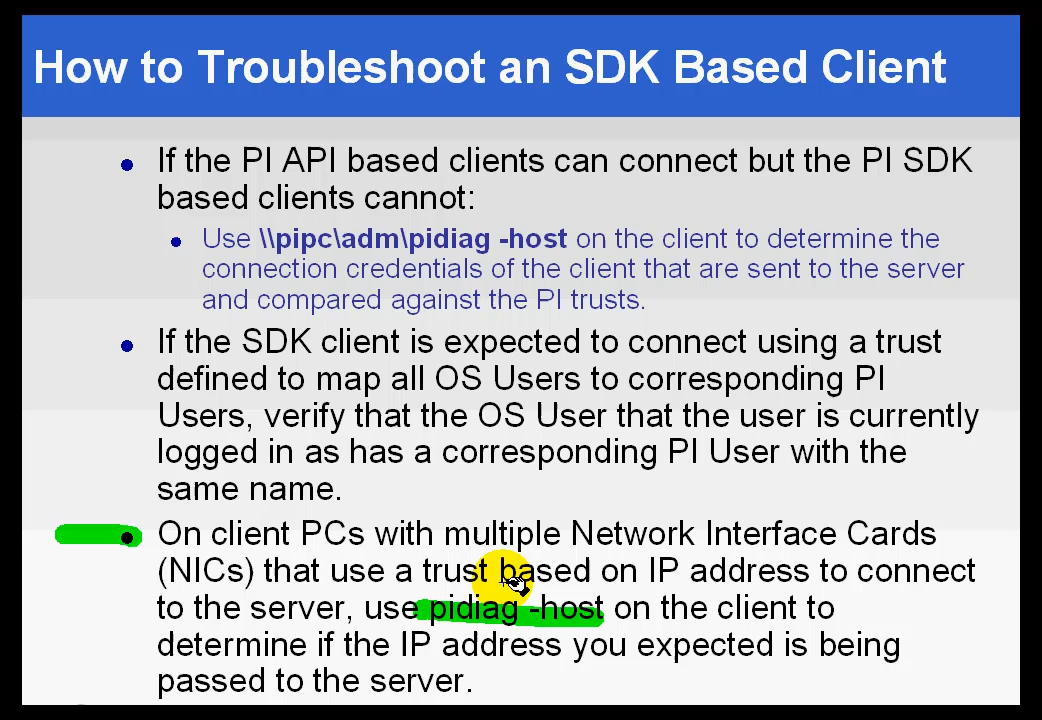 How to Troubleshoot an SDK Based Client
If the PI API based clients can connect but the PI SDK
based clients cannot:
Use \\pipc\adm\pidiag -host on the client to determine the
connection credentials of the client that are sent to the server
and compared against the PI trusts.
If the SDK client is expected to connect using a trust
defined to map all OS Users to corresponding PI
Users, verify that the OS User that the user is currently
logged in as has a corresponding PI User with the
same name.
On client PCs with multiple Network Interface Cards
(NICs) that use a trust based on IP address to connect
to the server, use pidiag -host on the client to
determine if the IP address you expected is being
passed to the server.